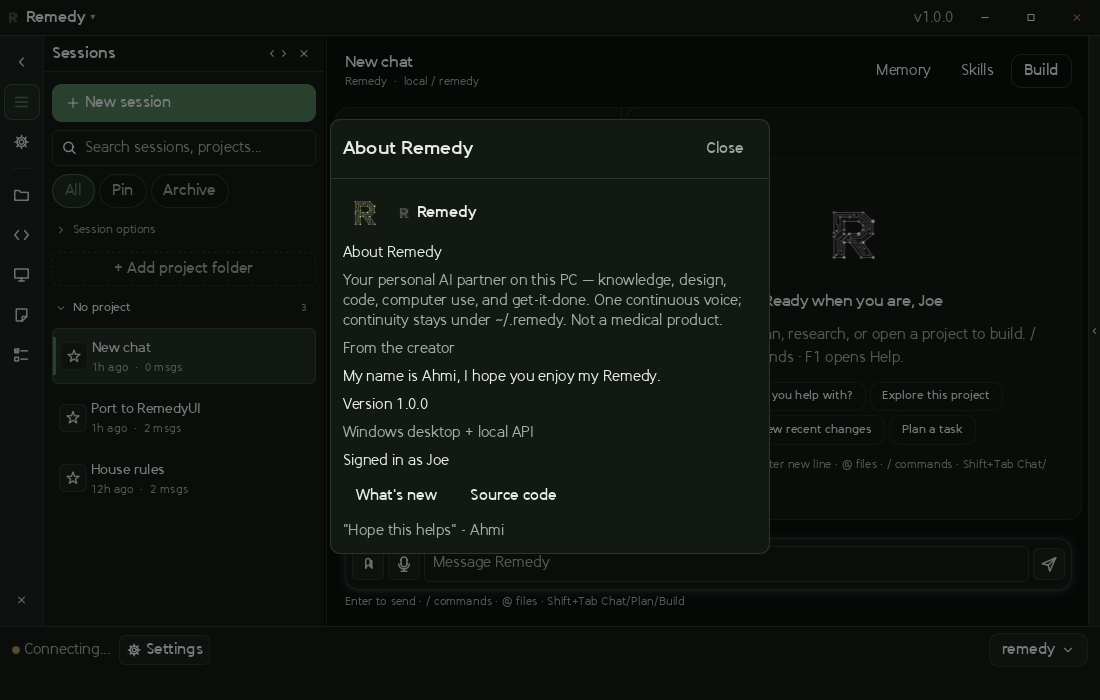 Remedy
v1.0.0
Sessions
New session
Search sessions, projects...
All
Pin
Archive
Session options
+ Add project folder
No project
3
New chat
1h ago · 0 msgs
Port to RemedyUI
1h ago · 2 msgs
House rules
12h ago · 2 msgs
New chat
Remedy · local / remedy
Memory
Skills
Build
About Remedy
Close
Remedy
About Remedy
Your personal AI partner on this PC — knowledge, design,
code, computer use, and get-it-done. One continuous voice;
continuity stays under ~/.remedy. Not a medical product.
From the creator
My name is Ahmi, I hope you enjoy my Remedy.
Version 1.0.0
Windows desktop + local API
Signed in as Joe
What's new
Source code
"Hope this helps" - Ahmi
Ready when you are, Joe
research, or open a project to build. /
· F1 opens Help.
you help with?
Explore this project
recent changes
Plan a task
new line · @ files · / commands · Shift+Tab Chat/
Message Remedy
Enter to send · / commands · @ files · Shift+Tab Chat/Plan/Build
Connecting...
Settings
remedy